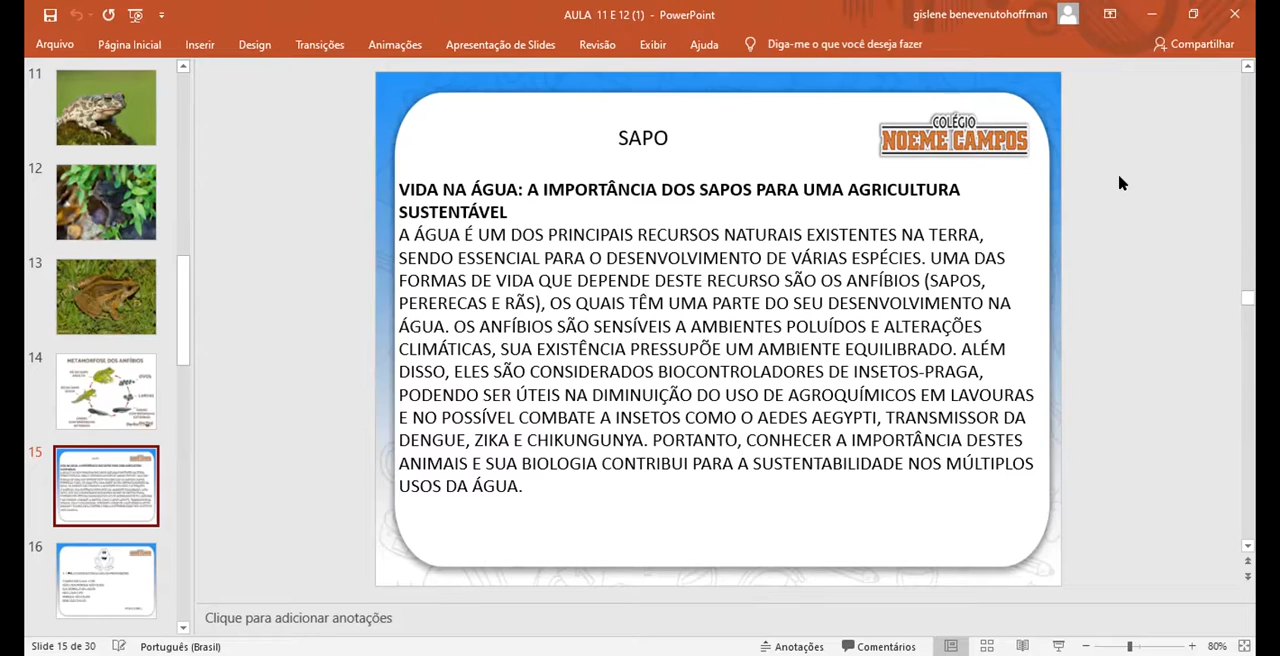 AULA 11 E 12 (1) - PowerPoint
gislene benevenutohoffman
Arquivo Página Inicial Inserir Design Transições Animações Apresentação de Slides Revisão Exibir Ajuda Diga-me o que você deseja fazer Compartilhar
11
12
13
14
METAMORFOSE DOS ANFÍBIOS
15
16
SAPO
COLÉGIO
NOEME CAMPOS
VIDA NA ÁGUA: A IMPORTÂNCIA DOS SAPOS PARA UMA AGRICULTURA
SUSTENTÁVEL
A ÁGUA É UM DOS PRINCIPAIS RECURSOS NATURAIS EXISTENTES NA TERRA,
SENDO ESSENCIAL PARA O DESENVOLVIMENTO DE VÁRIAS ESPÉCIES. UMA DAS
FORMAS DE VIDA QUE DEPENDE DESTE RECURSO SÃO OS ANFÍBIOS (SAPOS,
PERERECAS E RÃS), OS QUAIS TÊM UMA PARTE DO SEU DESENVOLVIMENTO NA
ÁGUA. OS ANFÍBIOS SÃO SENSÍVEIS A AMBIENTES POLUÍDOS E ALTERAÇÕES
CLIMÁTICAS, SUA EXISTÊNCIA PRESSUPÕE UM AMBIENTE EQUILIBRADO. ALÉM
DISSO, ELES SÃO CONSIDERADOS BIOCONTROLADORES DE INSETOS-PRAGA,
PODENDO SER ÚTEIS NA DIMINUIÇÃO DO USO DE AGROQUÍMICOS EM LAVOURAS
E NO POSSÍVEL COMBATE A INSETOS COMO O AEDES AEGYPTI, TRANSMISSOR DA
DENGUE, ZIKA E CHIKUNGUNYA. PORTANTO, CONHECER A IMPORTÂNCIA DESTES
ANIMAIS E SUA BIOLOGIA CONTRIBUI PARA A SUSTENTABILIDADE NOS MÚLTIPLOS
USOS DA ÁGUA.
Clique para adicionar anotações
Slide 15 de 30 Português (Brasil) Anotações Comentários 80%